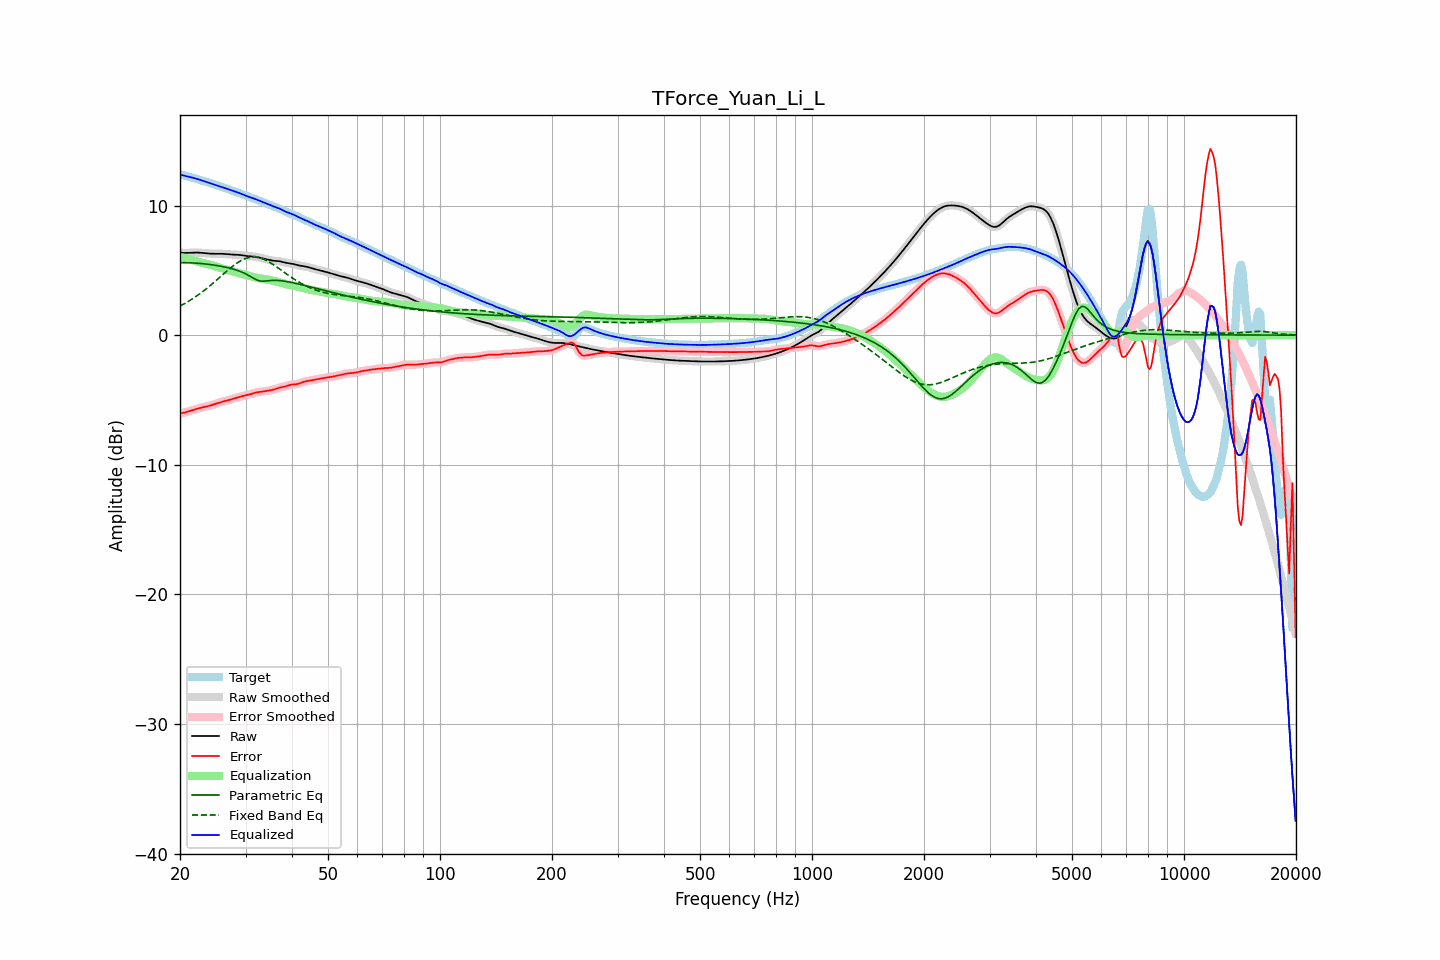 TForce_Yuan_Li_L
Amplitude (dBr)
10
0
−10
−20
−30
−40
Target
Raw Smoothed
Error Smoothed
Raw
Error
Equalization
Parametric Eq
Fixed Band Eq
Equalized
20 50 100 200 500 1000 2000 5000 10000 20000
Frequency (Hz)